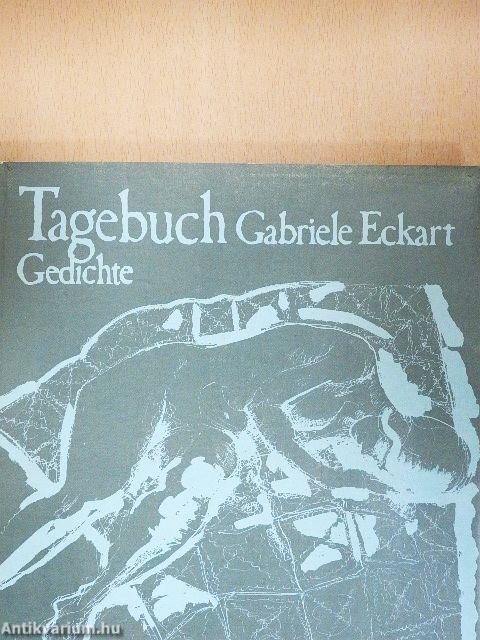 Tagebuch Gabriele Eckart
Gedichte
Antikvarium.hu